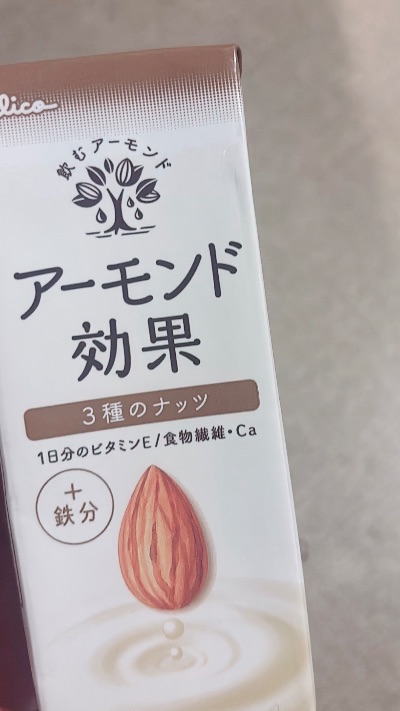 lico
飲むアーモンド
アーモンド
効果
3種のナッツ
1日分のビタミンE/食物繊維・Ca
+
鉄分